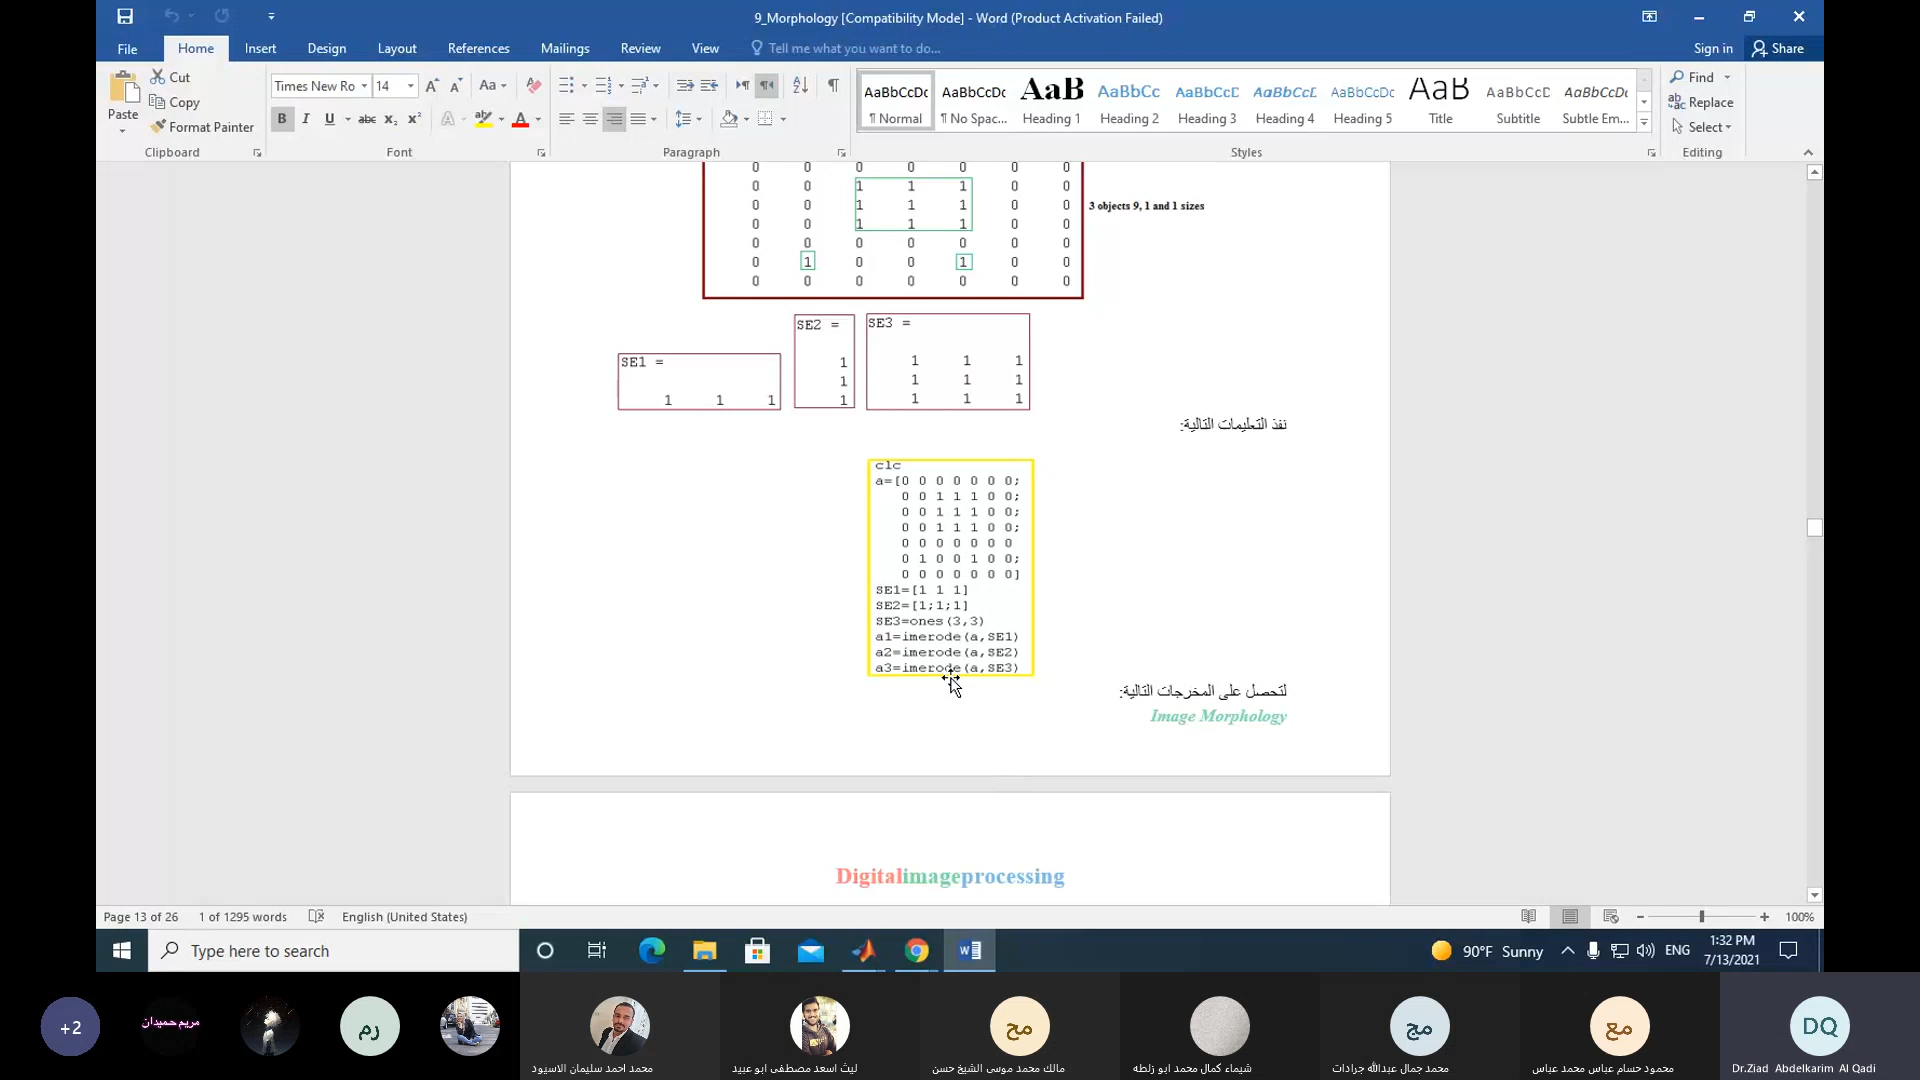 9_Morphology [Compatibility Mode] - Word (Product Activation Failed)
File Home Insert Design Layout References Mailings Review View Tell me what you want to do... Sign in Share
Cut
Copy
Format Painter
Paste
Clipboard
Times New Ro 14
B I U abc
Font
Paragraph
AaBbCcDc AaBbCcDc AaB AaBbCc AaBbCcD AaBbCcD AaBbCcDc AaB AaBbCcD AaBbCcDc
¶ Normal ¶ No Spac... Heading 1 Heading 2 Heading 3 Heading 4 Heading 5 Title Subtitle Subtle Em...
Styles
Find
Replace
Select
Editing
0 0 0 0 0 0 0
0 0 1 1 1 0 0
0 0 1 1 1 0 0
0 0 1 1 1 0 0
0 0 0 0 0 0 0
0 1 0 0 1 0 0
0 0 0 0 0 0 0
3 objects 9, 1 and 1 sizes
SE1 =
1 1 1
SE2 =
1
1
1
SE3 =
1 1 1
1 1 1
1 1 1
نفذ التعليمات التالية:
clc
a=[0 0 0 0 0 0 0;
0 0 1 1 1 0 0;
0 0 1 1 1 0 0;
0 0 1 1 1 0 0;
0 0 0 0 0 0 0
0 1 0 0 1 0 0;
0 0 0 0 0 0 0]
SE1=[1 1 1]
SE2=[1;1;1]
SE3=ones(3,3)
a1=imerode(a,SE1)
a2=imerode(a,SE2)
a3=imerode(a,SE3)
لتحصل على المخرجات التالية:
Image Morphology
Digitalimageprocessing
Page 13 of 26 1 of 1295 words English (United States) 100%
Type here to search
90°F Sunny ENG
1:32 PM
7/13/2021
+2
مريم حميدان
رم
مح
مج
مع
DQ
محمد احمد سليمان الاسيود
ليث اسعد مصطفى ابو عبيد
مالك محمد موسى الشيخ حسن
شيماء كمال محمد ابو زلطه
محمد جمال عبدالله جرادات
محمود حسام عباس محمد عباس
Dr.Ziad Abdelkarim Al Qadi